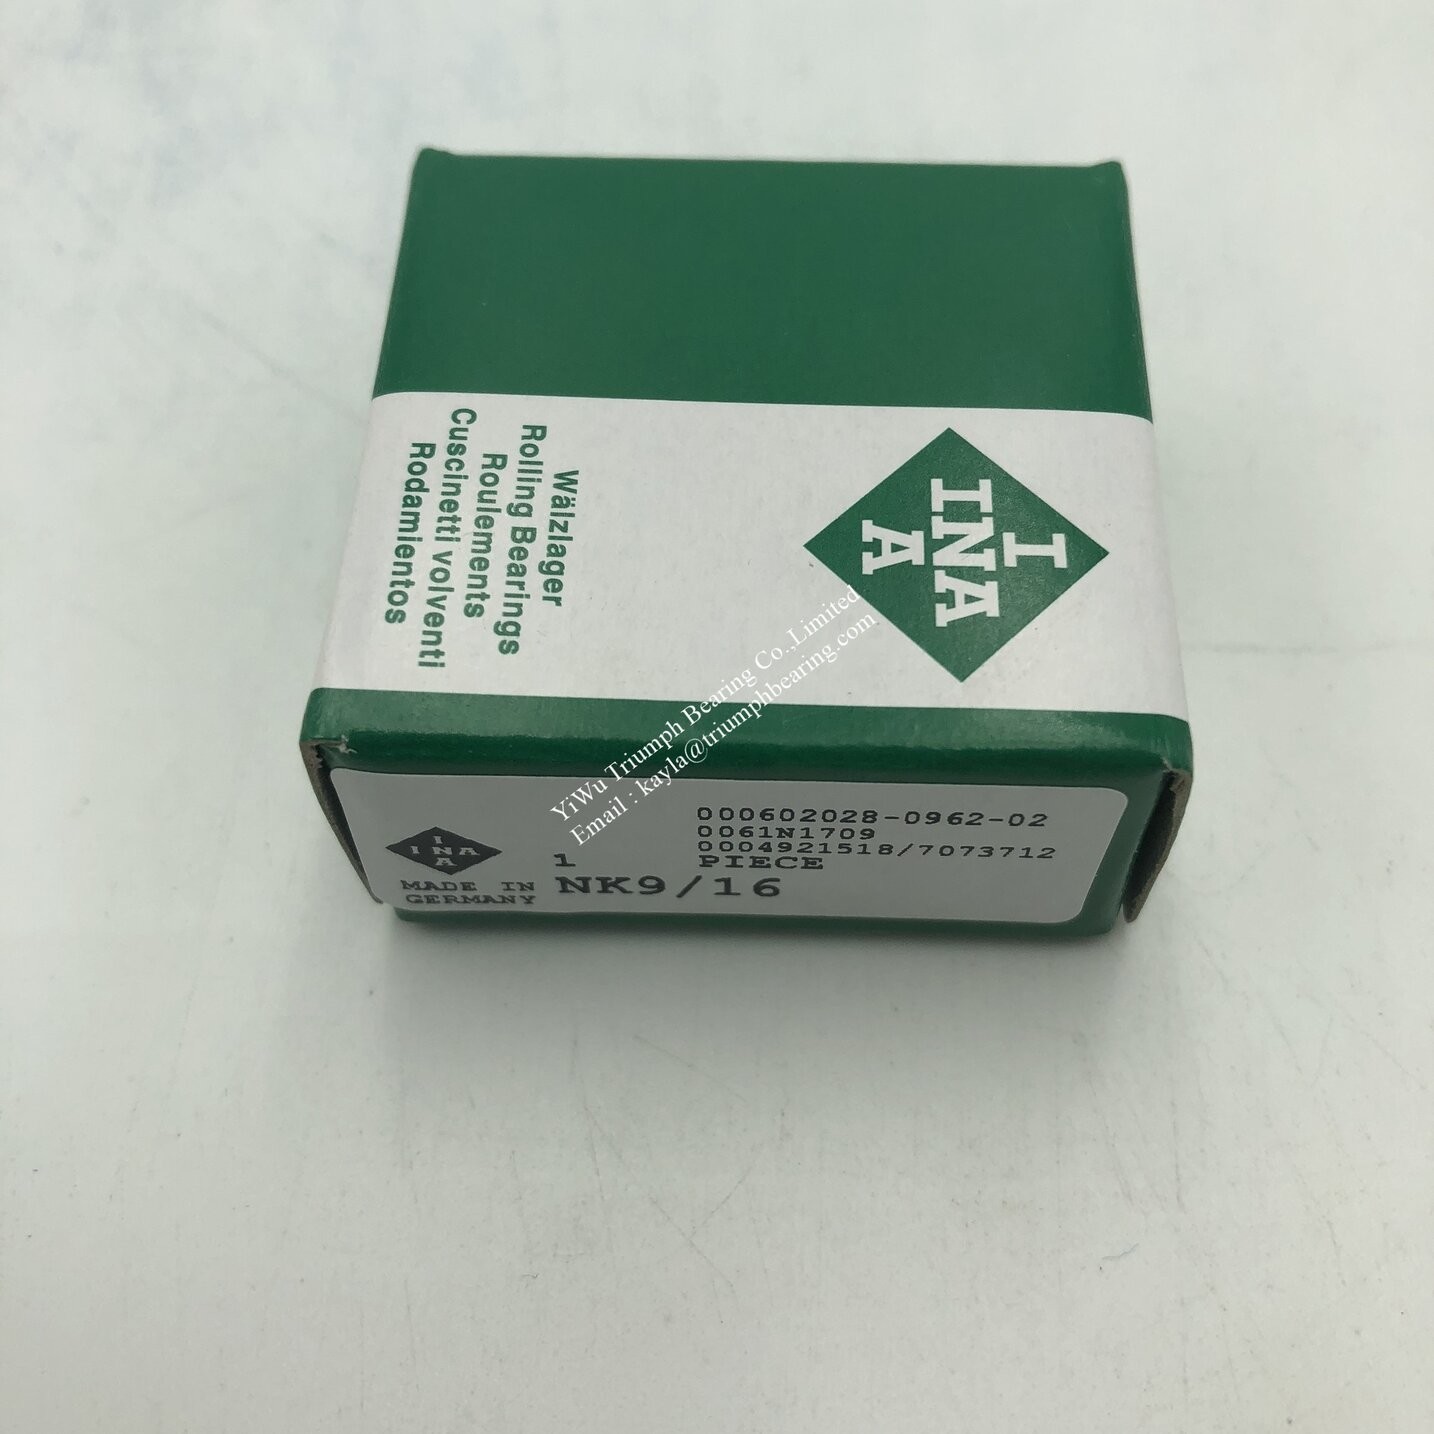 Wälzlager
Rolling Bearings
Roulements
Cuscinetti volventi
Rodamientos
I
INA
A
YiWu Triumph Bearing Co.,Limited
Email : kayla@triumphbearing.com
000602028-0962-02
0061N1709
0004921518/7073712
1 PIECE
NK9/16
I
INA
A
MADE IN
GERMANY